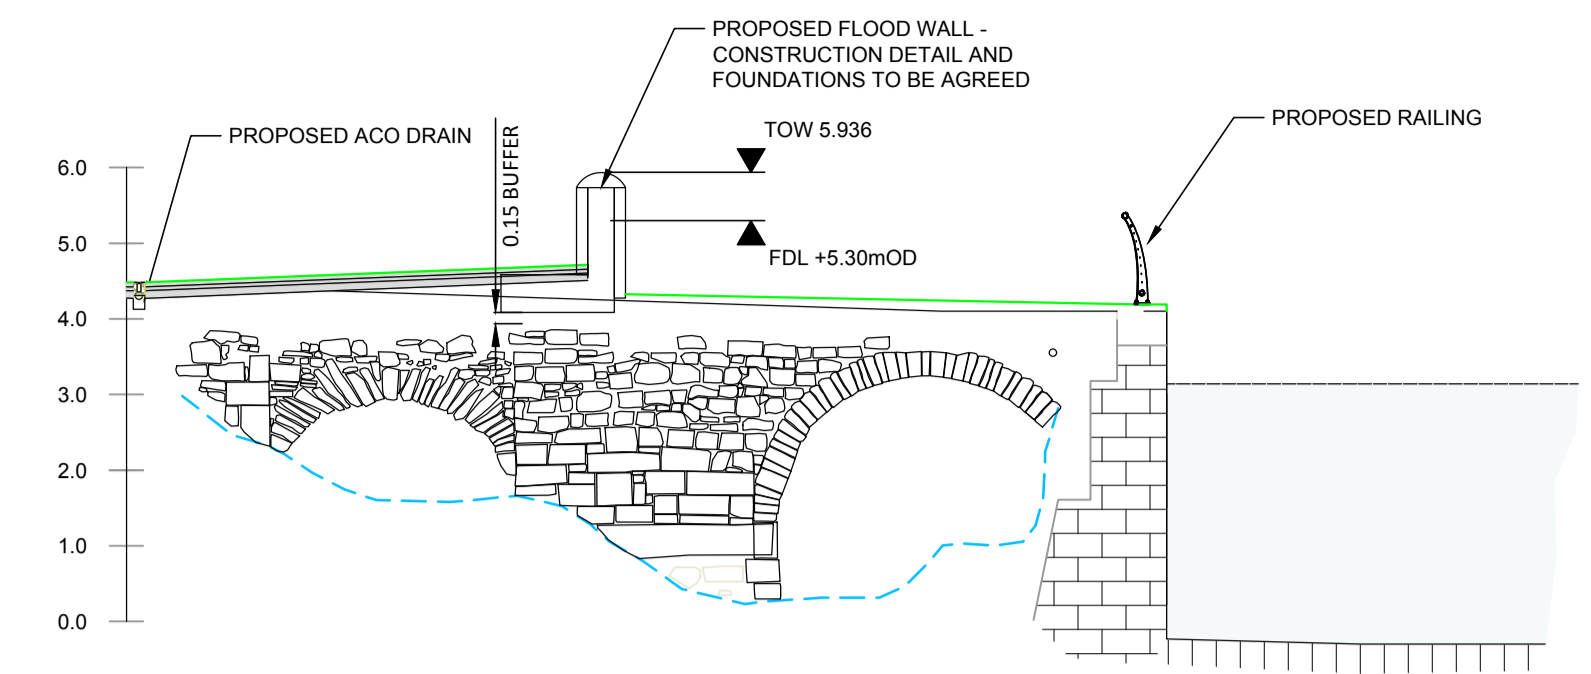 PROPOSED FLOOD WALL -
CONSTRUCTION DETAIL AND
FOUNDATIONS TO BE AGREED
PROPOSED ACO DRAIN
0.15 BUFFER
TOW 5.936
PROPOSED RAILING
FDL +5.30mOD
6.0
5.0
4.0
3.0
2.0
1.0
0.0